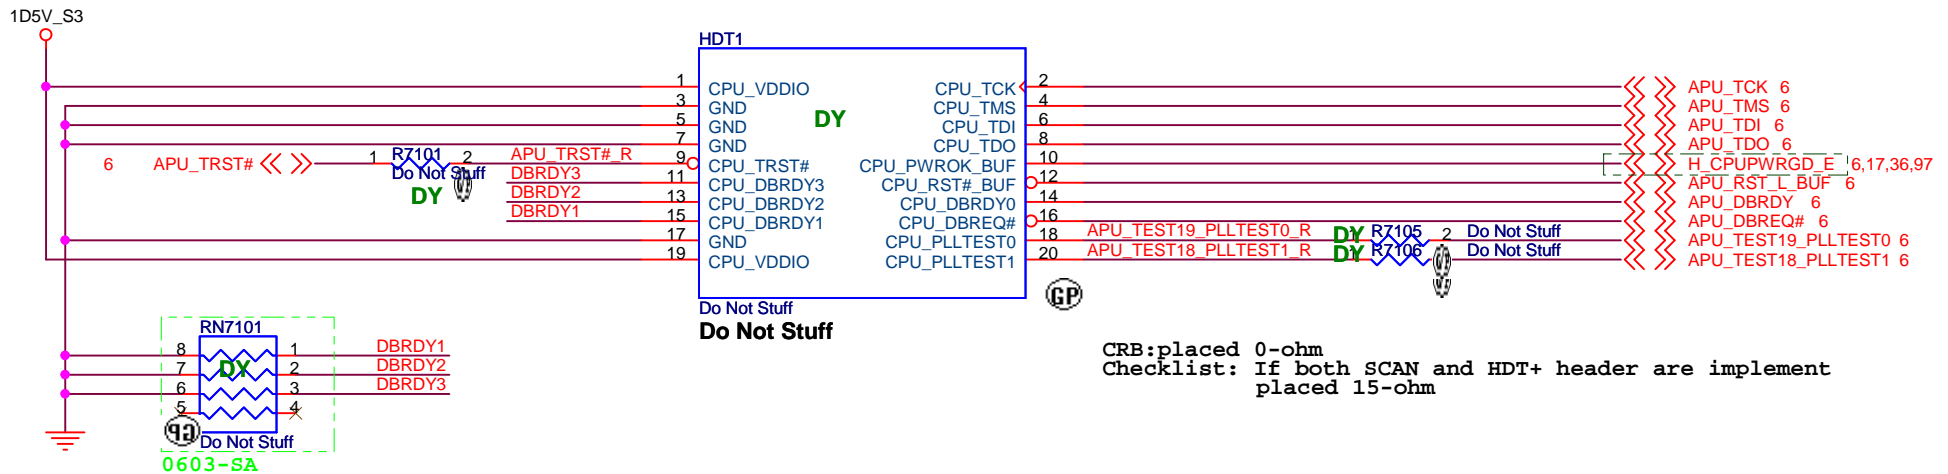 1D5V_S3
HDT1
1 CPU_VDDIO CPU_TCK 2 APU_TCK 6
3 GND CPU_TMS 4 APU_TMS 6
5 GND DY CPU_TDI 6 APU_TDI 6
7 GND CPU_TDO 8 APU_TDO 6
6 APU_TRST# 1 R7101 2 APU_TRST#_R 9 CPU_TRST# CPU_PWROK_BUF 10 H_CPUPWRGD_E 6,17,36,97
Do Not Stuff
DY
DBRDY3 11 CPU_DBRDY3 CPU_RST#_BUF 12 APU_RST_L_BUF 6
DBRDY2 13 CPU_DBRDY2 CPU_DBRDY0 14 APU_DBRDY 6
DBRDY1 15 CPU_DBRDY1 CPU_DBREQ# 16 APU_DBREQ# 6
17 GND CPU_PLLTEST0 18 APU_TEST19_PLLTEST0_R DY 1 R7105 2 Do Not Stuff APU_TEST19_PLLTEST0 6
19 CPU_VDDIO CPU_PLLTEST1 20 APU_TEST18_PLLTEST1_R DY 1 R7106 Do Not Stuff APU_TEST18_PLLTEST1 6
GP
Do Not Stuff
Do Not Stuff
RN7101
8 1 DBRDY1
7 DY 2 DBRDY2
6 3 DBRDY3
5 4
GP
Do Not Stuff
0603-SA
CRB:placed 0-ohm
Checklist: If both SCAN and HDT+ header are implement
placed 15-ohm